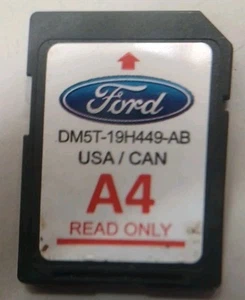 Ford
DM5T-19H449-AB
USA / CAN
A4
READ ONLY